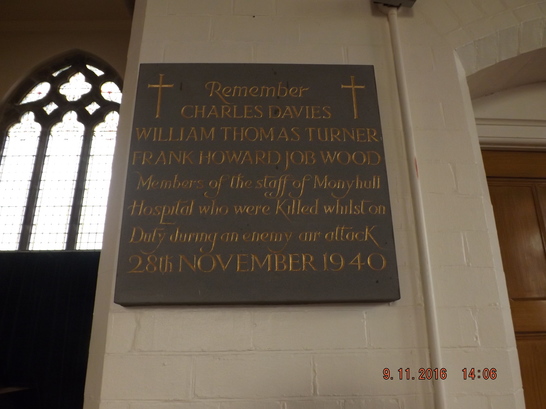 Remember
CHARLES DAVIES
WILLIAM THOMAS TURNER
FRANK HOWARD JOB WOOD
Members of the staff of Monyhull
Hospital who were Killed whilst on
Duty during an enemy air attack
28th NOVEMBER 1940
9.11.2016 14:06